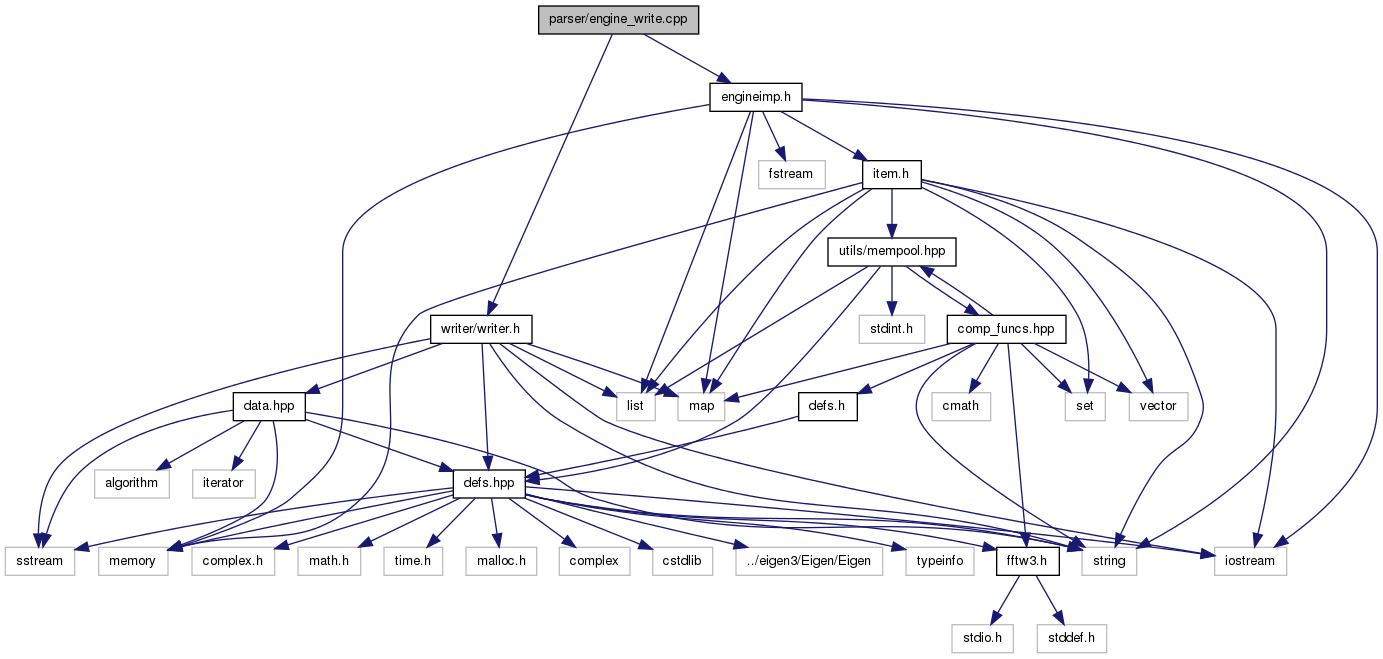 parser/engine_write.cpp
engineimp.h
fstream
item.h
utils/mempool.hpp
writer/writer.h
stdint.h
comp_funcs.hpp
data.hpp
list
map
defs.h
cmath
set
vector
algorithm
iterator
defs.hpp
sstream
memory
complex.h
math.h
time.h
malloc.h
complex
cstdlib
../eigen3/Eigen/Eigen
typeinfo
fftw3.h
string
iostream
stdio.h
stddef.h